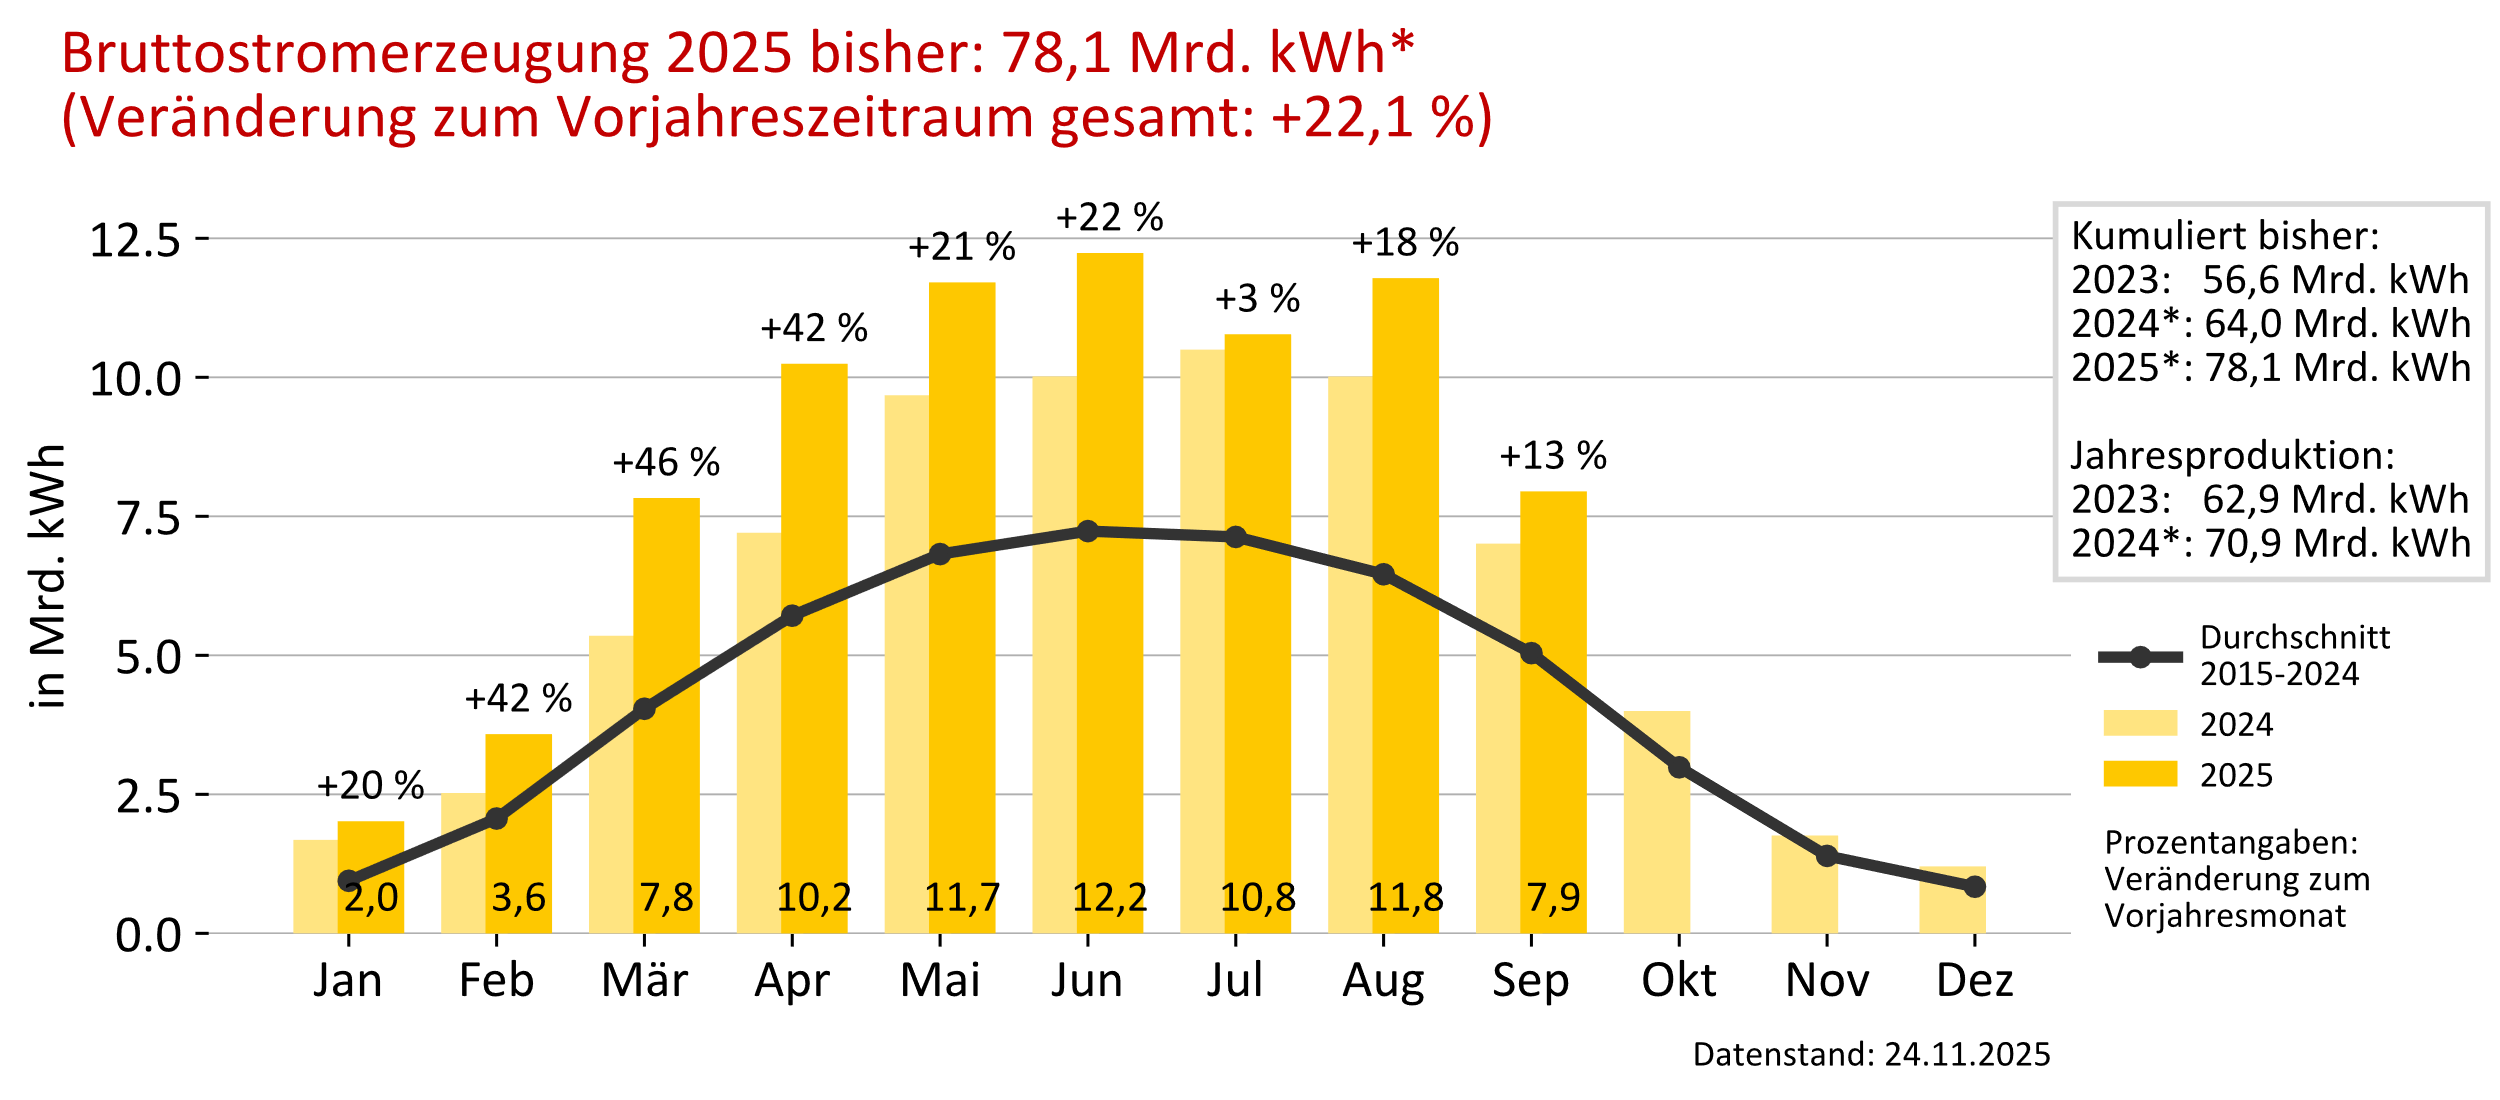 Bruttostromerzeugung 2025 bisher: 78,1 Mrd. kWh*
(Veränderung zum Vorjahreszeitraum gesamt: +22,1 %)
in Mrd. kWh
12.5
10.0
7.5
5.0
2.5
0.0
+20 %
+42 %
+46 %
+42 %
+21 %
+22 %
+3 %
+18 %
+13 %
2,0
3,6
7,8
10,2
11,7
12,2
10,8
11,8
7,9
Jan
Feb
Mär
Apr
Mai
Jun
Jul
Aug
Sep
Okt
Nov
Dez
Kumuliert bisher:
2023: 56,6 Mrd. kWh
2024*: 64,0 Mrd. kWh
2025*: 78,1 Mrd. kWh
Jahresproduktion:
2023: 62,9 Mrd. kWh
2024*: 70,9 Mrd. kWh
Durchschnitt
2015-2024
2024
2025
Prozentangaben:
Veränderung zum
Vorjahresmonat
Datenstand: 24.11.2025